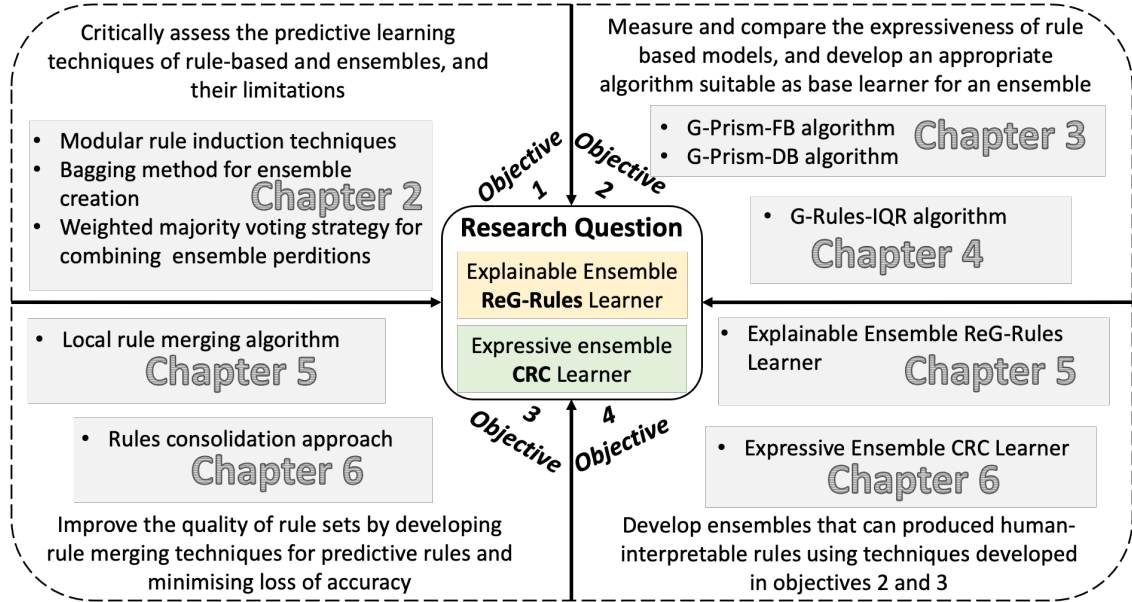 Critically assess the predictive learning
techniques of rule-based and ensembles, and
their limitations
• Modular rule induction techniques
• Bagging method for ensemble
creation
Chapter 2
• Weighted majority voting strategy for
combining ensemble perditions
Objective
1
Measure and compare the expressiveness of rule
based models, and develop an appropriate
algorithm suitable as base learner for an ensemble
• G-Prism-FB algorithm
• G-Prism-DB algorithm
Chapter 3
Objective
2
• G-Rules-IQR algorithm
Chapter 4
Research Question
Explainable Ensemble
ReG-Rules Learner
Expressive ensemble
CRC Learner
• Local rule merging algorithm
Chapter 5
3
Objective
• Rules consolidation approach
Chapter 6
Improve the quality of rule sets by developing
rule merging techniques for predictive rules and
minimising loss of accuracy
• Explainable Ensemble ReG-Rules
Learner
Chapter 5
4
Objective
• Expressive Ensemble CRC Learner
Chapter 6
Develop ensembles that can produced human-
interpretable rules using techniques developed
in objectives 2 and 3